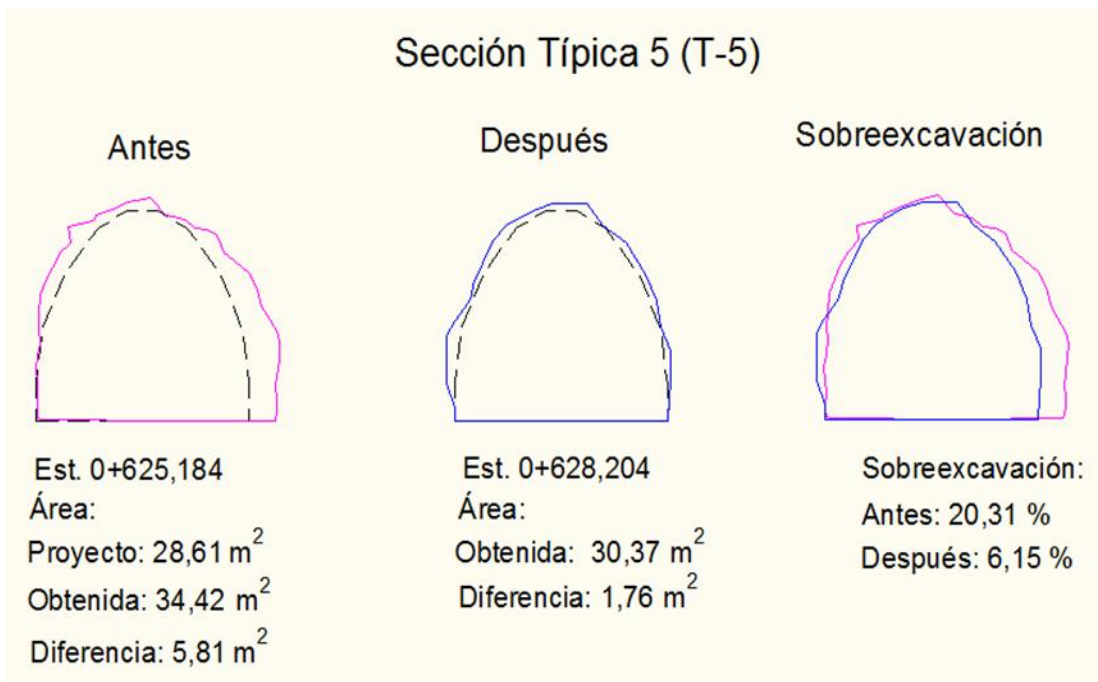 Sección Típica 5 (T-5)
Antes
Después
Sobreexcavación
Est. 0+625,184
Área:
Proyecto: 28,61 m²
Obtenida: 34,42 m²
Diferencia: 5,81 m²
Est. 0+628,204
Área:
Obtenida: 30,37 m²
Diferencia: 1,76 m²
Sobreexcavación:
Antes: 20,31 %
Después: 6,15 %